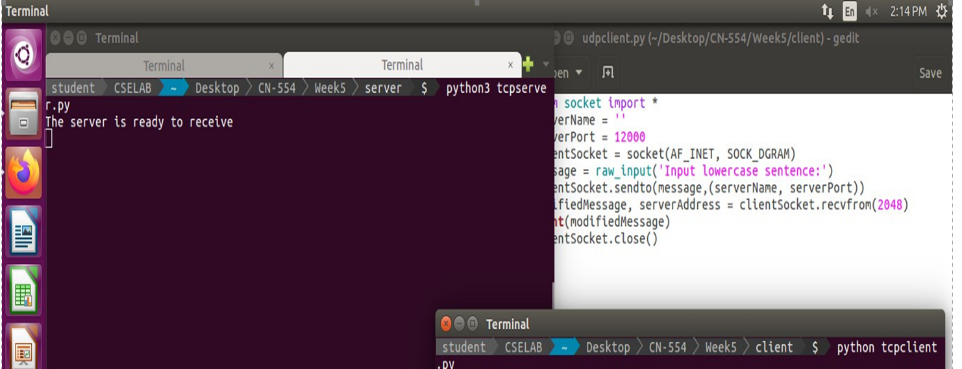 Terminal
En
2:14 PM
Terminal
Terminal
Terminal
student CSELAB ~ Desktop CN-554 Week5 server $ python3 tcpserve
r.py
The server is ready to receive
udpclient.py (~/Desktop/CN-554/Week5/client) - gedit
en
Save
socket import *
verName = ''
verPort = 12000
entSocket = socket(AF_INET, SOCK_DGRAM)
sage = raw_input('Input lowercase sentence:')
entSocket.sendto(message,(serverName, serverPort))
ifiedMessage, serverAddress = clientSocket.recvfrom(2048)
nt(modifiedMessage)
entSocket.close()
Terminal
student CSELAB ~ Desktop CN-554 Week5 client $ python tcpclient
.py